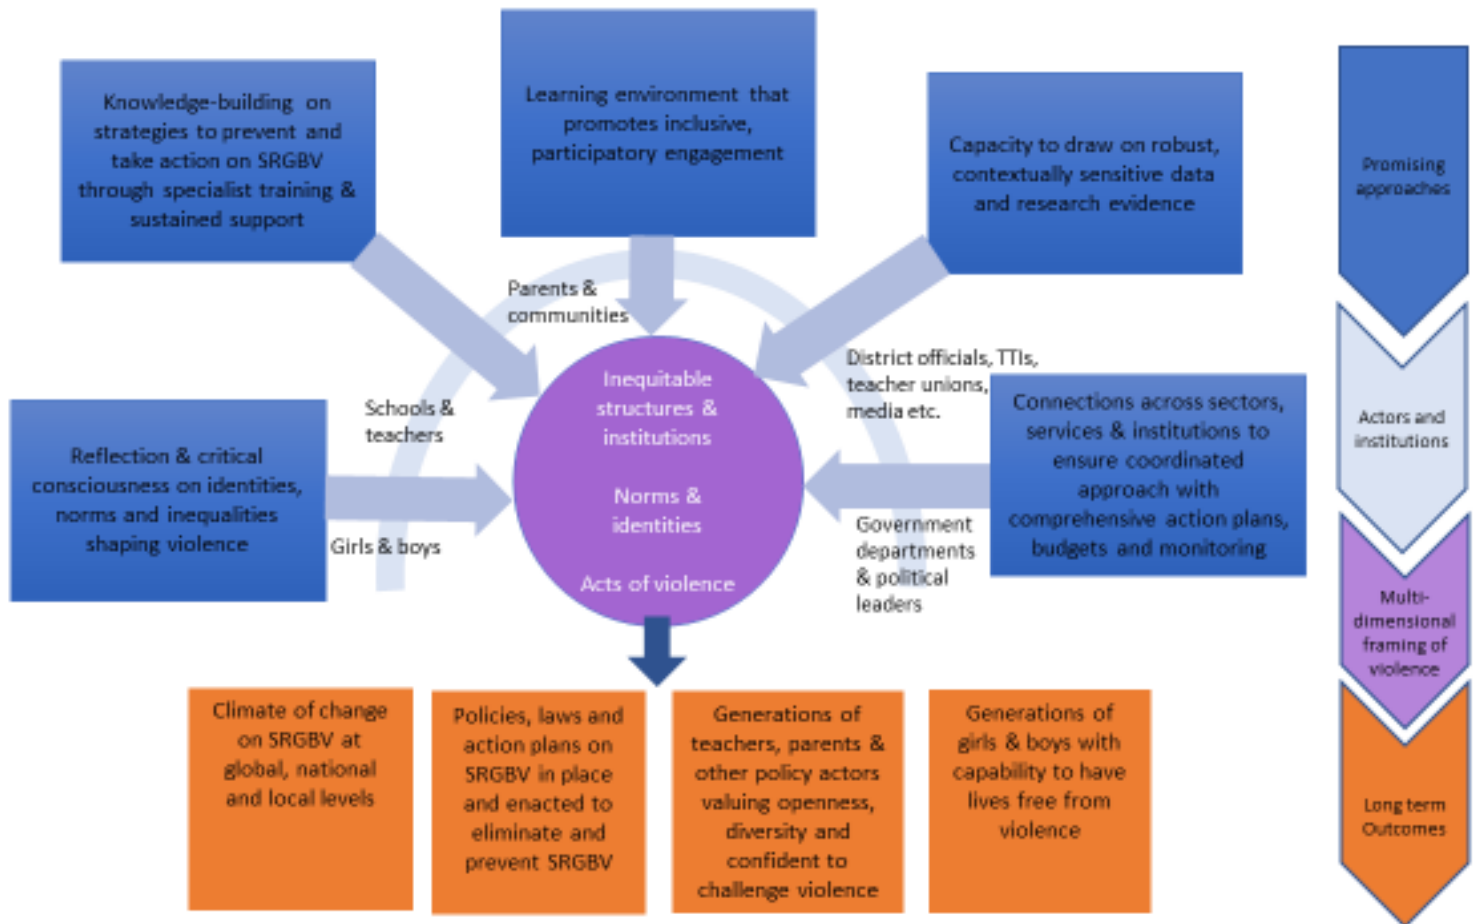 Knowledge-building on
strategies to prevent and
take action on SRGBV
through specialist training &
sustained support
Learning environment that
promotes inclusive,
participatory engagement
Capacity to draw on robust,
contextually sensitive data
and research evidence
Promising
approaches
Parents &
communities
District officials, TTIs,
teacher unions,
media etc.
Schools &
teachers
Inequitable
structures &
institutions
Norms &
identities
Acts of violence
Reflection & critical
consciousness on identities,
norms and inequalities
shaping violence
Girls & boys
Connections across sectors,
services & institutions to
ensure coordinated
approach with
comprehensive action plans,
budgets and monitoring
Government
departments
& political
leaders
Actors and
institutions
Multi-
dimensional
framing of
violence
Climate of change
on SRGBV at
global, national
and local levels
Policies, laws and
action plans on
SRGBV in place
and enacted to
eliminate and
prevent SRGBV
Generations of
teachers, parents &
other policy actors
valuing openness,
diversity and
confident to
challenge violence
Generations of
girls & boys with
capability to have
lives free from
violence
Long term
Outcomes